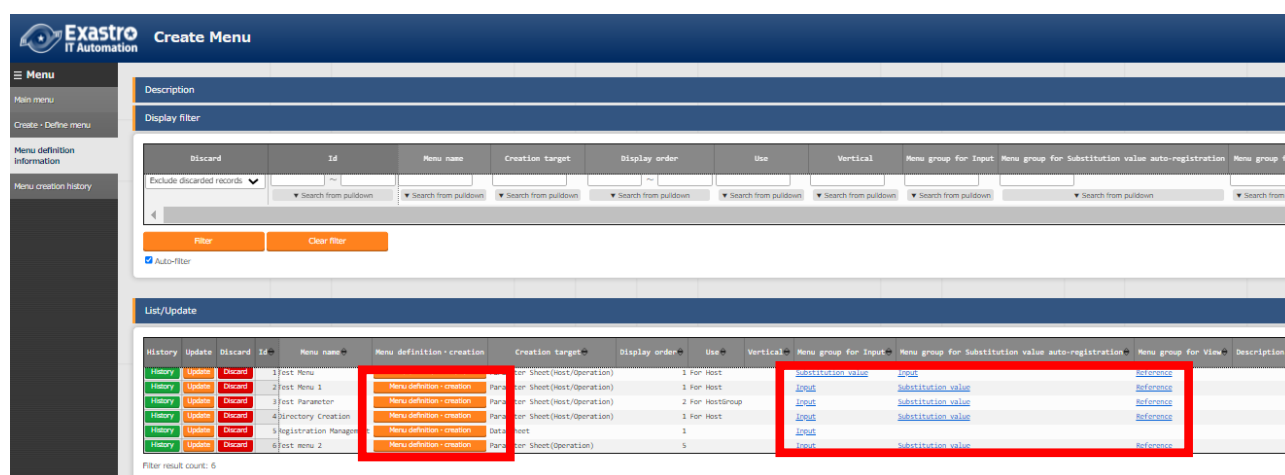 Exastro
IT Automation
Create Menu
☰ Menu
Main menu
Create・Define menu
Menu definition
information
Menu creation history
Description
Display filter
Discard Id Menu name Creation target Display order Use Vertical Menu group for Input Menu group for Substitution value auto-registration Menu group
Exclude discarded records ~ ~
▼ Search from pulldown ▼ Search from pulldown ▼ Search from pulldown ▼ Search from pulldown ▼ Search from pulldown ▼ Search from pulldown ▼ Search from pulldown ▼ Search from pulldown ▼ Search from
Filter Clear filter
Auto-filter
List/Update
History Update Discard Id Menu name Menu definition・creation Creation target Display order Use Vertical Menu group for Input Menu group for Substitution value auto-registration Menu group for View Description
History Update Discard 1 Test Menu Parameter Sheet(Host/Operation) 1 For Host Substitution value Input Reference
History Update Discard 2 Test Menu 1 Menu definition・creation Parameter Sheet(Host/Operation) 1 For Host Input Substitution value Reference
History Update Discard 3 Test Parameter Menu definition・creation Parameter Sheet(Host/Operation) 2 For HostGroup Input Substitution value Reference
History Update Discard 4 Directory Creation Menu definition・creation Parameter Sheet(Host/Operation) 1 For Host Input Substitution value Reference
History Update Discard 5 Registration Management Menu definition・creation Data Sheet 1 Input
History Update Discard 6 Test menu 2 Menu definition・creation Parameter Sheet(Operation) 5 Input Substitution value Reference
Filter result count: 6